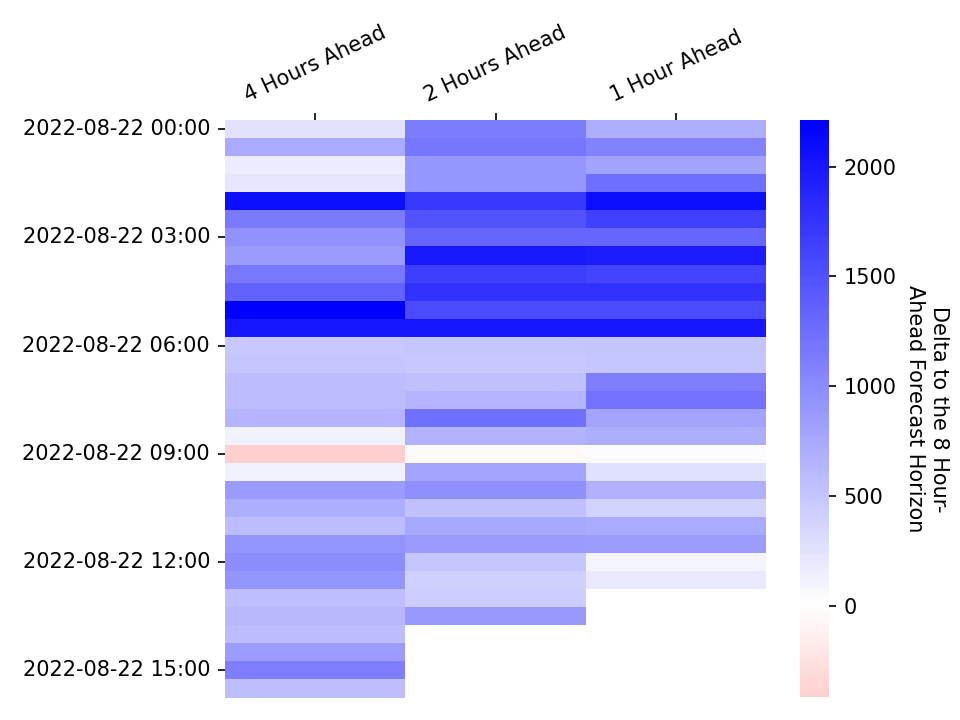 4 Hours Ahead
2 Hours Ahead
1 Hour Ahead
2022-08-22 00:00
2022-08-22 03:00
2022-08-22 06:00
2022-08-22 09:00
2022-08-22 12:00
2022-08-22 15:00
2000
1500
1000
500
0
Delta to the 8 Hour-
Ahead Forecast Horizon